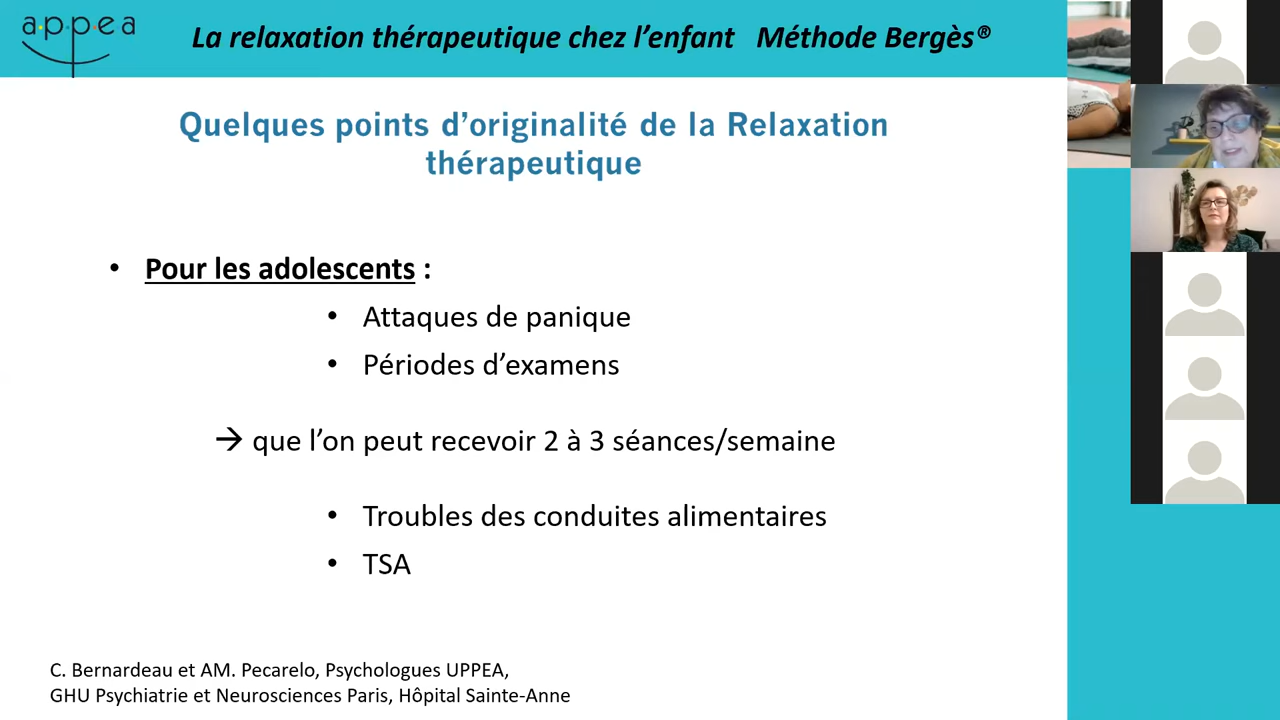 appea
La relaxation thérapeutique chez l’enfant Méthode Bergès®
Quelques points d’originalité de la Relaxation
thérapeutique
• Pour les adolescents :
• Attaques de panique
• Périodes d’examens
→ que l’on peut recevoir 2 à 3 séances/semaine
• Troubles des conduites alimentaires
• TSA
C. Bernardeau et AM. Pecarelo, Psychologues UPPEA,
GHU Psychiatrie et Neurosciences Paris, Hôpital Sainte-Anne